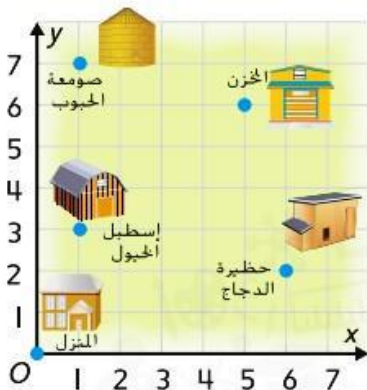 y
7
صومعة
الحبوب
المخزن
6
5
4
3
إسطبل
الخيول
2
حظيرة
الدجاج
1
المنزل
x
O 1 2 3 4 5 6 7